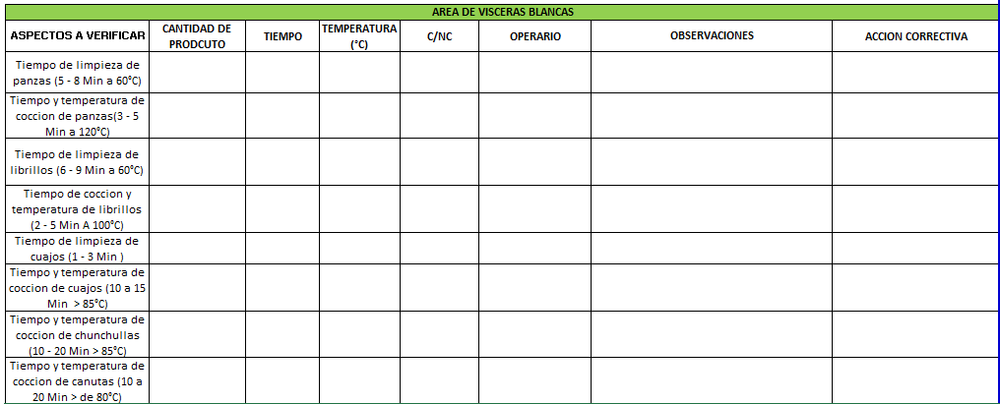 AREA DE VISCERAS BLANCAS
ASPECTOS A VERIFICAR
CANTIDAD DE
PRODCUTO
TIEMPO
TEMPERATURA
(°C)
C/NC
OPERARIO
OBSERVACIONES
ACCION CORRECTIVA
Tiempo de limpieza de
panzas (5 - 8 Min a 60°C)
Tiempo y temperatura de
coccion de panzas(3 - 5
Min a 120°C)
Tiempo de limpieza de
librillos (6 - 9 Min a 60°C)
Tiempo de coccion y
temperatura de librillos
(2 - 5 Min A 100°C)
Tiempo de limpieza de
cuajos (1 - 3 Min )
Tiempo y temperatura de
coccion de cuajos (10 a 15
Min > 85°C)
Tiempo y temperatura de
coccion de chunchullas
(10 - 20 Min > 85°C)
Tiempo y temperatura de
coccion de canutas (10 a
20 Min > de 80°C)